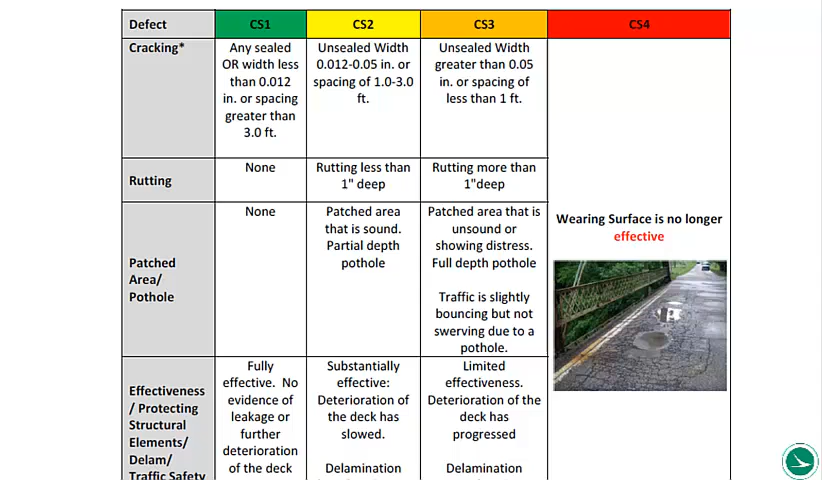 Defect CS1 CS2 CS3 CS4
Cracking*
Any sealed
OR width less
than 0.012
in. or spacing
greater than
3.0 ft.
Unsealed Width
0.012-0.05 in. or
spacing of 1.0-3.0
ft.
Unsealed Width
greater than 0.05
in. or spacing of
less than 1 ft.
Rutting
None
Rutting less than
1" deep
Rutting more than
1"deep
Patched
Area/
Pothole
None
Patched area
that is sound.
Partial depth
pothole
Patched area that is
unsound or
showing distress.
Full depth pothole
Traffic is slightly
bouncing but not
swerving due to a
pothole.
Effectiveness
/ Protecting
Structural
Elements/
Delam/
Traffic Safety
Fully
effective. No
evidence of
leakage or
further
deterioration
of the deck
Substantially
effective:
Deterioration of
the deck has
slowed.
Delamination
Limited
effectiveness.
Deterioration of the
deck has
progressed
Delamination
Wearing Surface is no longer
effective